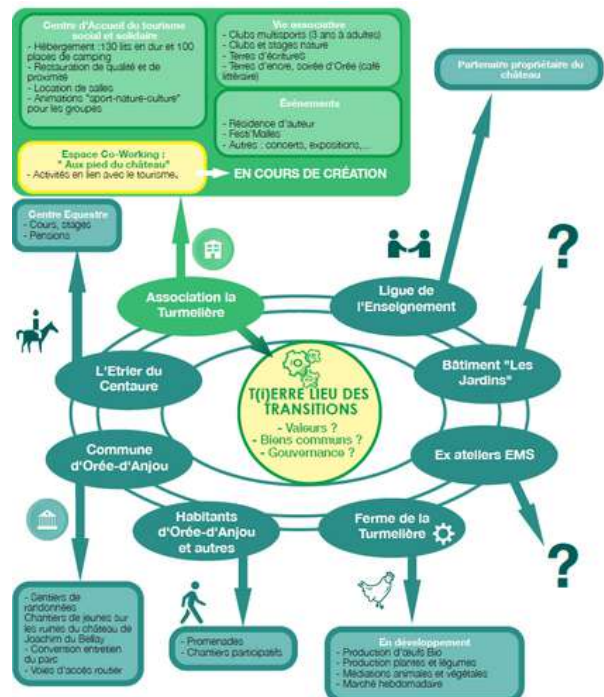 Centre d'Accueil du tourisme
social et solidaire
- Hébergement :130 lits en dur et 100
places de camping
- Restauration de qualité et de
proximité
- Location de salles
- Animations "sport-nature-culture"
pour les groupes
Vie associative
- Clubs multisports (3 ans à adultes)
- Clubs et stages nature
- Terres d'écritures
- Terres d'encre, soirée d'Orée (café
littéraire)
Événements
- Résidence d'auteur
- Festi'Malles
- Autres : concerts, expositions,...
Espace Co-Working :
" Aux pied du château"
- Activités en lien avec le tourisme
EN COURS DE CRÉATION
Partenaire propriétaire du
château
Centre Equestre
- Cours, stages
- Pensions
Association la
Turmelière
Ligue de
l'Enseignement
?
L'Etrier du
Centaure
Bâtiment "Les
Jardins"
T(i)ERRE LIEU DES
TRANSITIONS
- Valeurs ?
- Biens communs ?
- Gouvernance ?
Commune
d'Orée-d'Anjou
Ex ateliers EMS
Habitants
d'Orée-d'Anjou
et autres
Ferme de la
Turmelière
?
- Sentiers de
randonnées
Chantiers de jeunes sur
les ruines du château de
Joachim du Bellay
- Convention entretien
du parc
- Voies d'accès routier
- Promenades
- Chantiers participatifs
En développement
- Production d'œufs Bio
- Production plantes et légumes
- Médiations animales et végétales
- Marché hebdomadaire